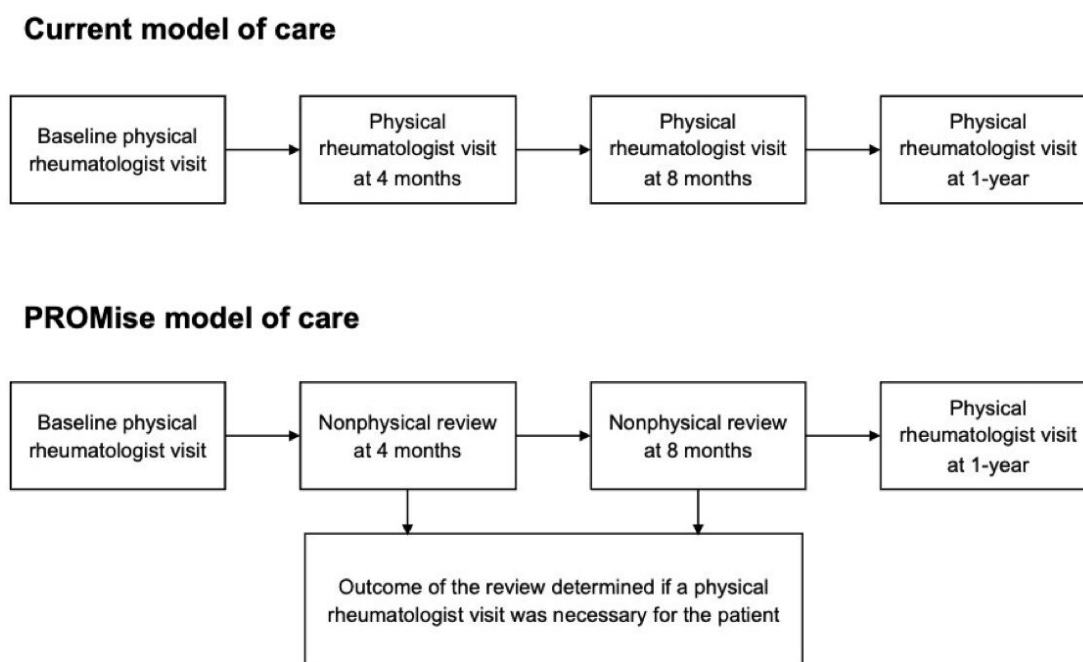 Current model of care
Baseline physical
rheumatologist visit
Physical
rheumatologist visit
at 4 months
Physical
rheumatologist visit
at 8 months
Physical
rheumatologist visit
at 1-year
PROMise model of care
Baseline physical
rheumatologist visit
Nonphysical review
at 4 months
Nonphysical review
at 8 months
Physical
rheumatologist visit
at 1-year
Outcome of the review determined if a physical
rheumatologist visit was necessary for the patient